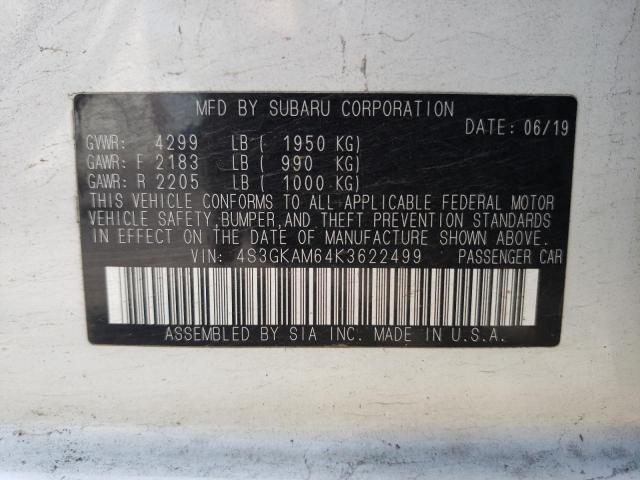 MFD BY SUBARU CORPORATION
DATE: 06/19
GVWR: 4299 LB ( 1950 KG)
GAWR: F 2183 LB ( 990 KG)
GAWR: R 2205 LB ( 1000 KG)
THIS VEHICLE CONFORMS TO ALL APPLICABLE FEDERAL MOTOR
VEHICLE SAFETY,BUMPER,AND THEFT PREVENTION STANDARDS
IN EFFECT ON THE DATE OF MANUFACTURE SHOWN ABOVE.
VIN: 4S3GKAM64K3622499 PASSENGER CAR
ASSEMBLED BY SIA INC. MADE IN U.S.A.